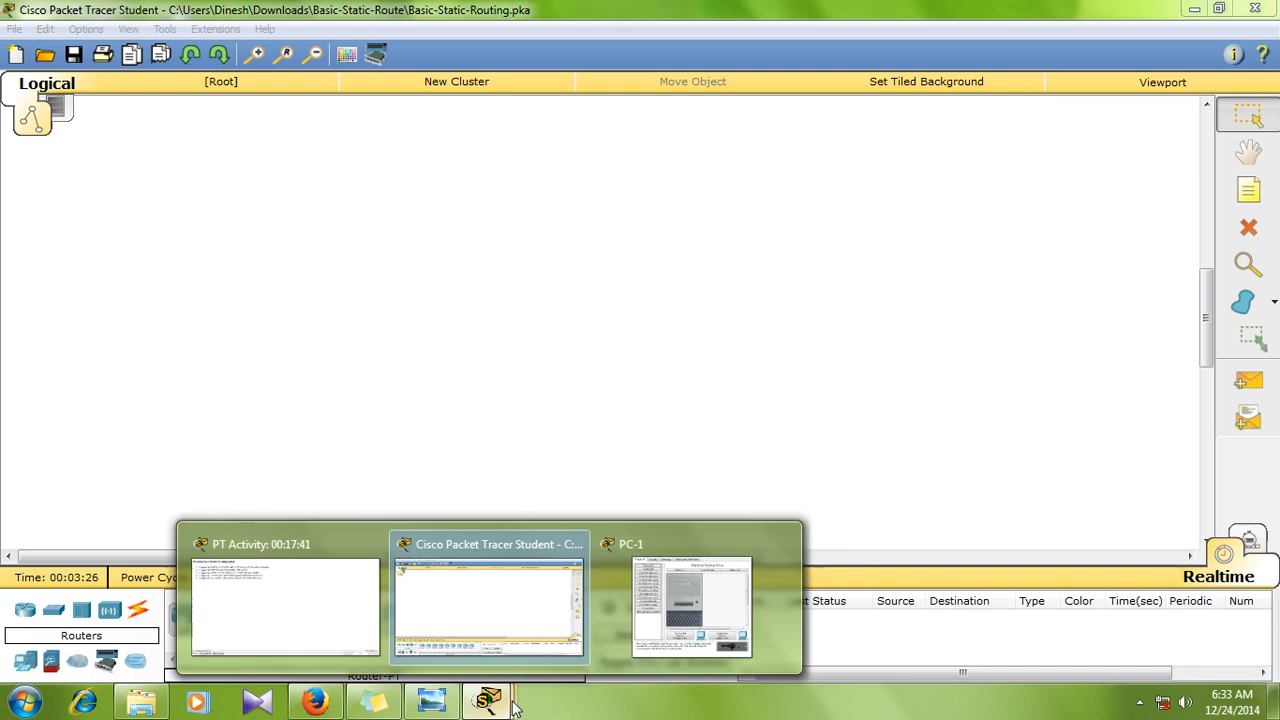 Cisco Packet Tracer Student - C:\Users\Dinesh\Downloads\Basic-Static-Route\Basic-Static-Routing.pka
File Edit Options View Tools Extensions Help
Logical [Root] New Cluster Move Object Set Tiled Background Viewport
PT Activity: 00:17:41 Cisco Packet Tracer Student - C:... PC-1
Time: 00:03:26 Power Cyc Realtime
Last Status Source Destination Type Color Time(sec) Periodic Num
Routers
Router-PT
6:33 AM
12/24/2014